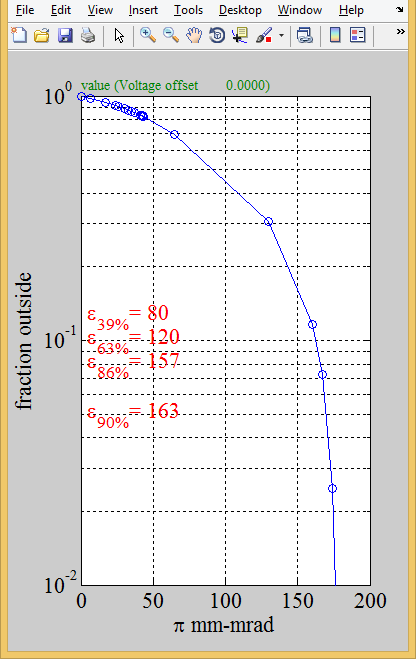 File Edit View Insert Tools Desktop Window Help
value (Voltage offset 0.0000)
10^0
ε39% = 80
ε63% = 120
10^-1
ε86% = 157
ε90% = 163
fraction outside
10^-2
0 50 100 150 200
π mm-mrad